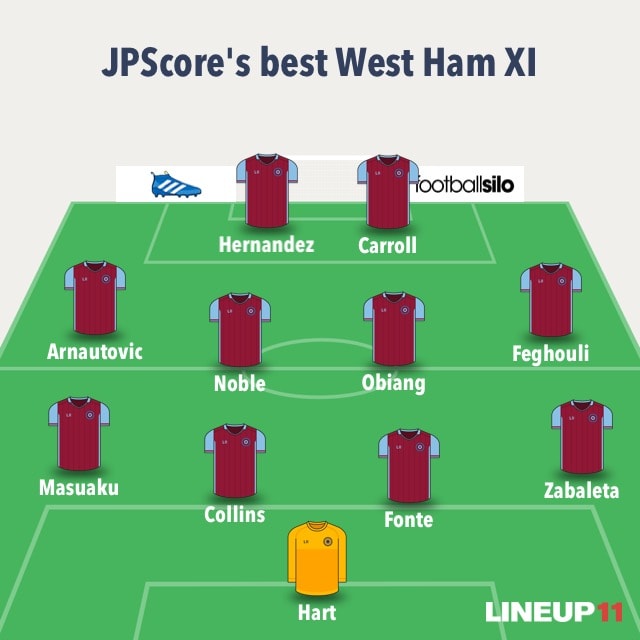 JPScore's best West Ham XI
footballsilo
Hernandez
Carroll
Arnautovic
Feghouli
Noble
Obiang
Masuaku
Zabaleta
Collins
Fonte
Hart
LINEUP11